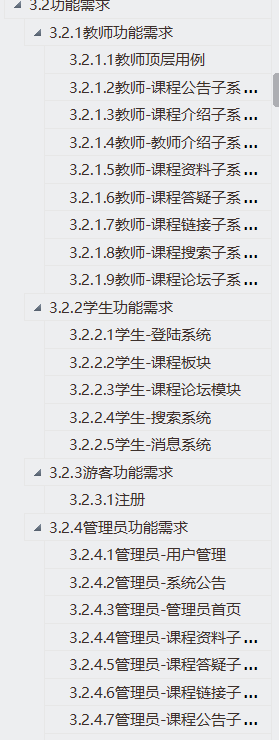 3.2功能需求
3.2.1教师功能需求
3.2.1.1教师顶层用例
3.2.1.2教师-课程公告子系...
3.2.1.3教师-课程介绍子系...
3.2.1.4教师-教师介绍子系...
3.2.1.5教师-课程资料子系...
3.2.1.6教师-课程答疑子系...
3.2.1.7教师-课程链接子系...
3.2.1.8教师-课程搜索子系...
3.2.1.9教师-课程论坛子系...
3.2.2学生功能需求
3.2.2.1学生-登陆系统
3.2.2.2学生-课程板块
3.2.2.3学生-课程论坛模块
3.2.2.4学生-搜索系统
3.2.2.5学生-消息系统
3.2.3游客功能需求
3.2.3.1注册
3.2.4管理员功能需求
3.2.4.1管理员-用户管理
3.2.4.2管理员-系统公告
3.2.4.3管理员-管理员首页
3.2.4.4管理员-课程资料子...
3.2.4.5管理员-课程答疑子...
3.2.4.6管理员-课程链接子...
3.2.4.7管理员-课程公告子...